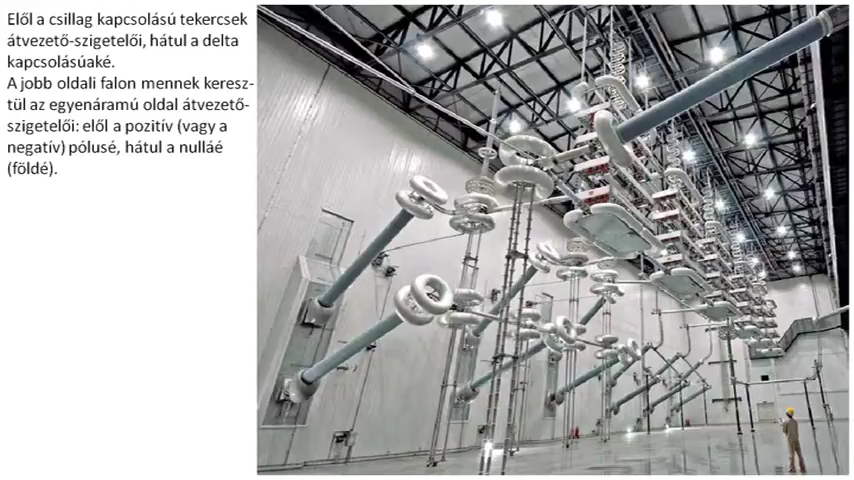 Elől a csillag kapcsolású tekercsek
átvezető-szigetelői, hátul a delta
kapcsolásúaké.
A jobb oldali falon mennek keresz-
tül az egyenáramú oldal átvezető-
szigetelői: elől a pozitív (vagy a
negatív) pólusé, hátul a nulláé
(földé).